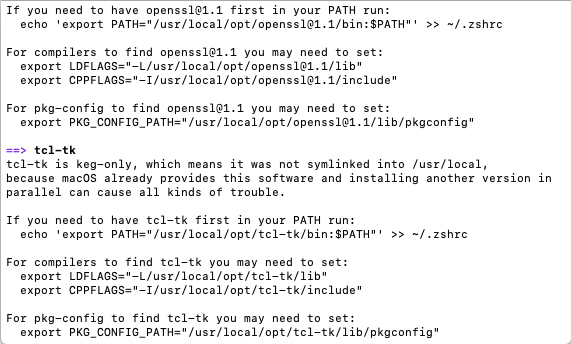 If you need to have openssl@1.1 first in your PATH run:
  echo 'export PATH="/usr/local/opt/openssl@1.1/bin:$PATH"' >> ~/.zshrc

For compilers to find openssl@1.1 you may need to set:
  export LDFLAGS="-L/usr/local/opt/openssl@1.1/lib"
  export CPPFLAGS="-I/usr/local/opt/openssl@1.1/include"

For pkg-config to find openssl@1.1 you may need to set:
  export PKG_CONFIG_PATH="/usr/local/opt/openssl@1.1/lib/pkgconfig"

==> tcl-tk
tcl-tk is keg-only, which means it was not symlinked into /usr/local,
because macOS already provides this software and installing another version in
parallel can cause all kinds of trouble.

If you need to have tcl-tk first in your PATH run:
  echo 'export PATH="/usr/local/opt/tcl-tk/bin:$PATH"' >> ~/.zshrc

For compilers to find tcl-tk you may need to set:
  export LDFLAGS="-L/usr/local/opt/tcl-tk/lib"
  export CPPFLAGS="-I/usr/local/opt/tcl-tk/include"

For pkg-config to find tcl-tk you may need to set:
  export PKG_CONFIG_PATH="/usr/local/opt/tcl-tk/lib/pkgconfig"